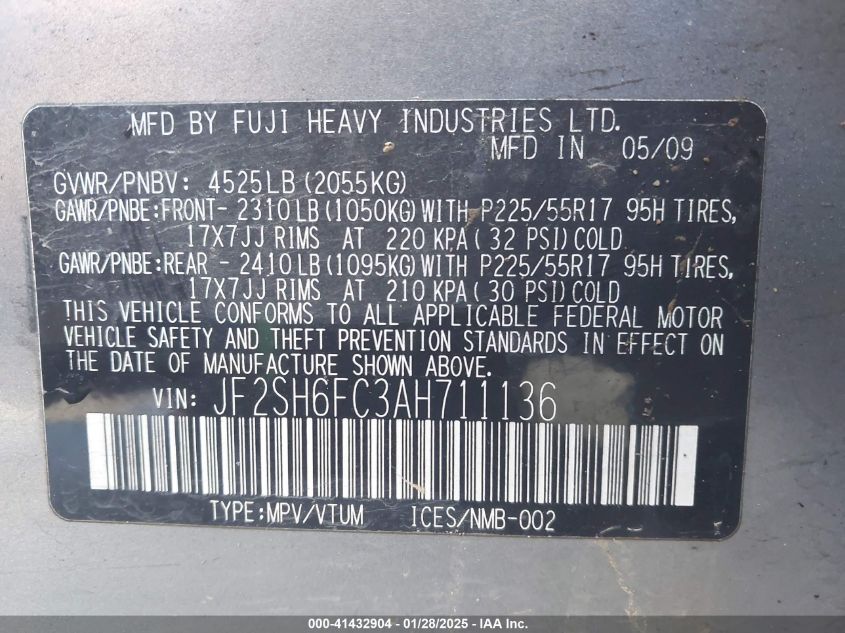 MFD BY FUJI HEAVY INDUSTRIES LTD.
MFD IN 05/09
GVWR/PNBV: 4525LB(2055KG)
GAWR/PNBE:FRONT- 2310LB(1050KG)WITH P225/55R17 95H TIRES,
17X7JJ RIMS AT 220 KPA( 32 PSI)COLD
GAWR/PNBE:REAR - 2410LB(1095KG)WITH P225/55R17 95H TIRES,
17X7JJ RIMS AT 210 KPA( 30 PSI)COLD
THIS VEHICLE CONFORMS TO ALL APPLICABLE FEDERAL MOTOR
VEHICLE SAFETY AND THEFT PREVENTION STANDARDS IN EFFECT ON
THE DATE OF MANUFACTURE SHOWN ABOVE.
VIN: JF2SH6FC3AH711136
TYPE:MPV/VTUM ICES/NMB-002
000-41432904 - 01/28/2025 - IAA Inc.